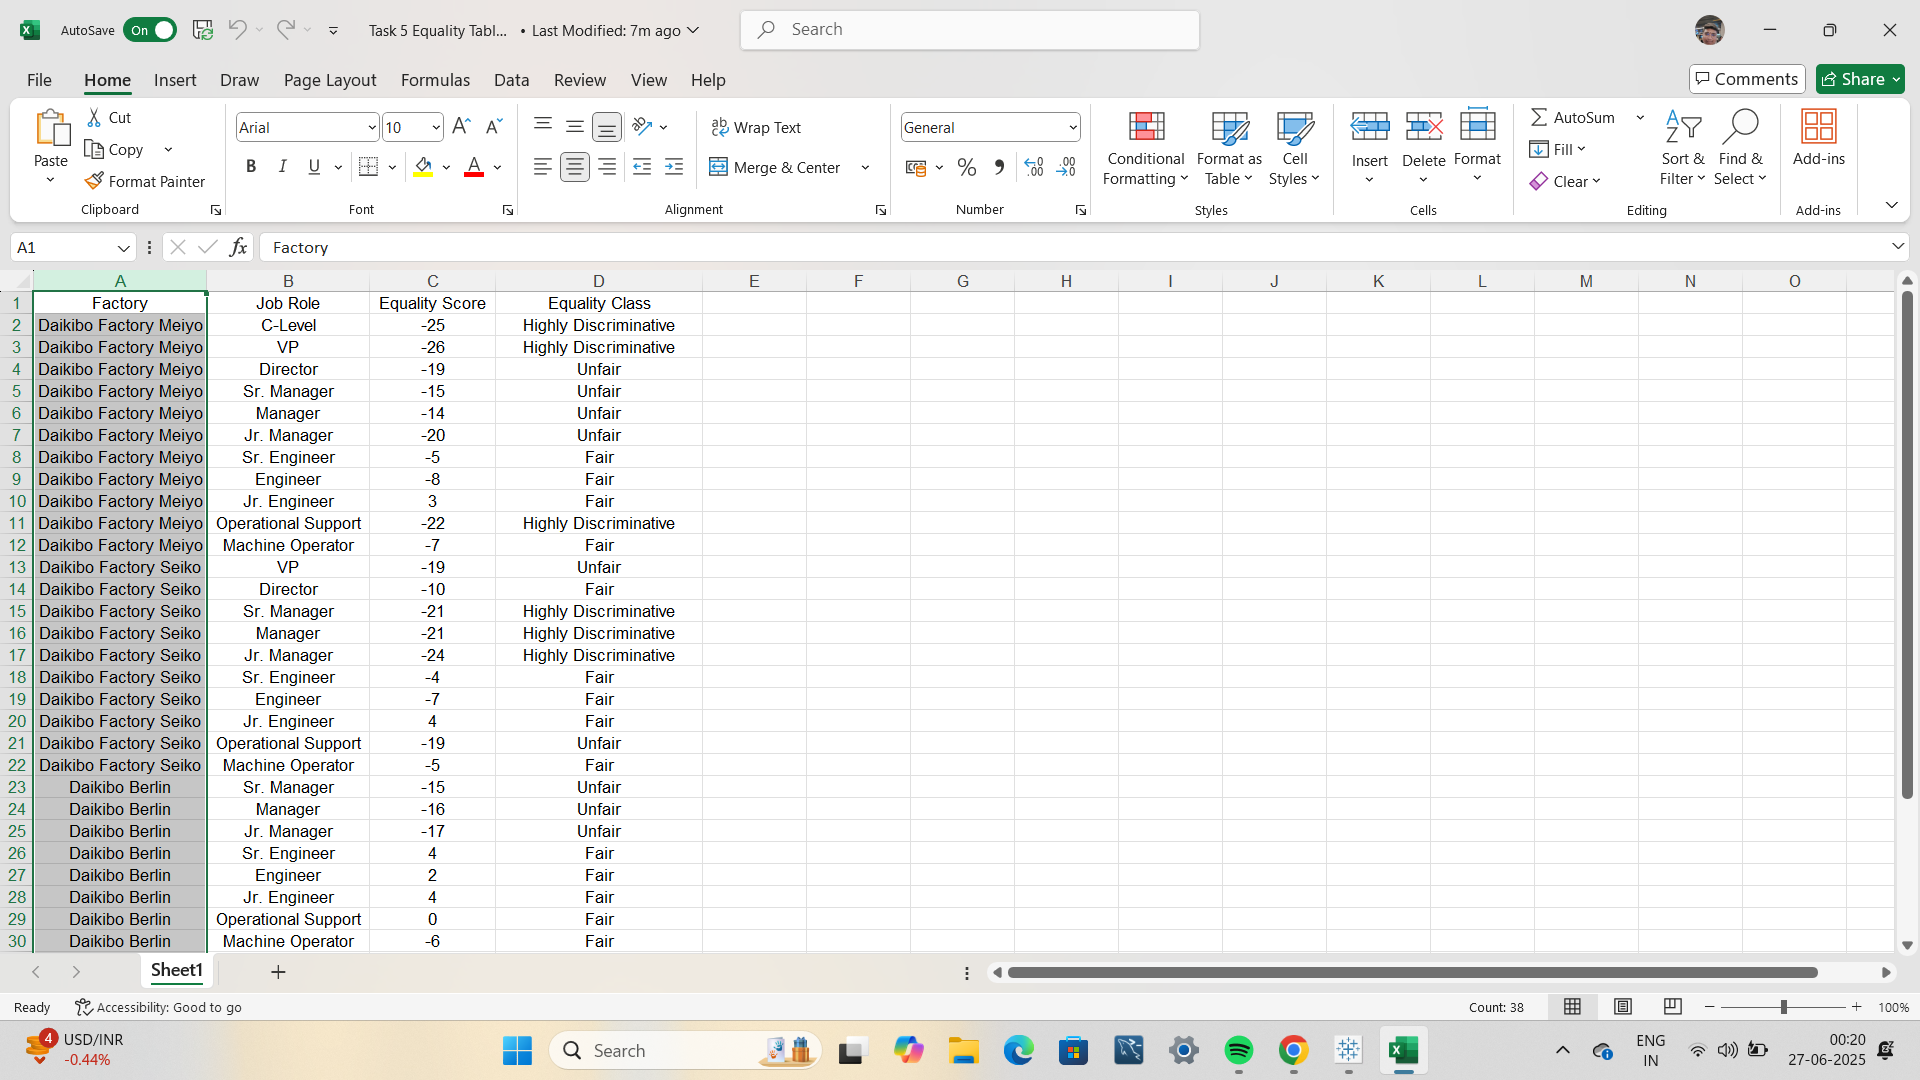 AutoSave On Task 5 Equality Tabl... • Last Modified: 7m ago Search
File Home Insert Draw Page Layout Formulas Data Review View Help Comments Share
Paste Cut Copy Format Painter Clipboard
Arial 10 B I U A Font
Wrap Text Merge & Center Alignment
General % Number
Conditional Formatting Format as Table Cell Styles Styles
Insert Delete Format Cells
AutoSum Fill Clear Sort & Filter Find & Select Editing
Add-ins Add-ins
A1 fx Factory
A B C D E F G H I J K L M N O
1 Factory Job Role Equality Score Equality Class
2 Daikibo Factory Meiyo C-Level -25 Highly Discriminative
3 Daikibo Factory Meiyo VP -26 Highly Discriminative
4 Daikibo Factory Meiyo Director -19 Unfair
5 Daikibo Factory Meiyo Sr. Manager -15 Unfair
6 Daikibo Factory Meiyo Manager -14 Unfair
7 Daikibo Factory Meiyo Jr. Manager -20 Unfair
8 Daikibo Factory Meiyo Sr. Engineer -5 Fair
9 Daikibo Factory Meiyo Engineer -8 Fair
10 Daikibo Factory Meiyo Jr. Engineer 3 Fair
11 Daikibo Factory Meiyo Operational Support -22 Highly Discriminative
12 Daikibo Factory Meiyo Machine Operator -7 Fair
13 Daikibo Factory Seiko VP -19 Unfair
14 Daikibo Factory Seiko Director -10 Fair
15 Daikibo Factory Seiko Sr. Manager -21 Highly Discriminative
16 Daikibo Factory Seiko Manager -21 Highly Discriminative
17 Daikibo Factory Seiko Jr. Manager -24 Highly Discriminative
18 Daikibo Factory Seiko Sr. Engineer -4 Fair
19 Daikibo Factory Seiko Engineer -7 Fair
20 Daikibo Factory Seiko Jr. Engineer 4 Fair
21 Daikibo Factory Seiko Operational Support -19 Unfair
22 Daikibo Factory Seiko Machine Operator -5 Fair
23 Daikibo Berlin Sr. Manager -15 Unfair
24 Daikibo Berlin Manager -16 Unfair
25 Daikibo Berlin Jr. Manager -17 Unfair
26 Daikibo Berlin Sr. Engineer 4 Fair
27 Daikibo Berlin Engineer 2 Fair
28 Daikibo Berlin Jr. Engineer 4 Fair
29 Daikibo Berlin Operational Support 0 Fair
30 Daikibo Berlin Machine Operator -6 Fair
Sheet1
Ready Accessibility: Good to go Count: 38 100%
4 USD/INR -0.44% Search ENG IN 00:20 27-06-2025